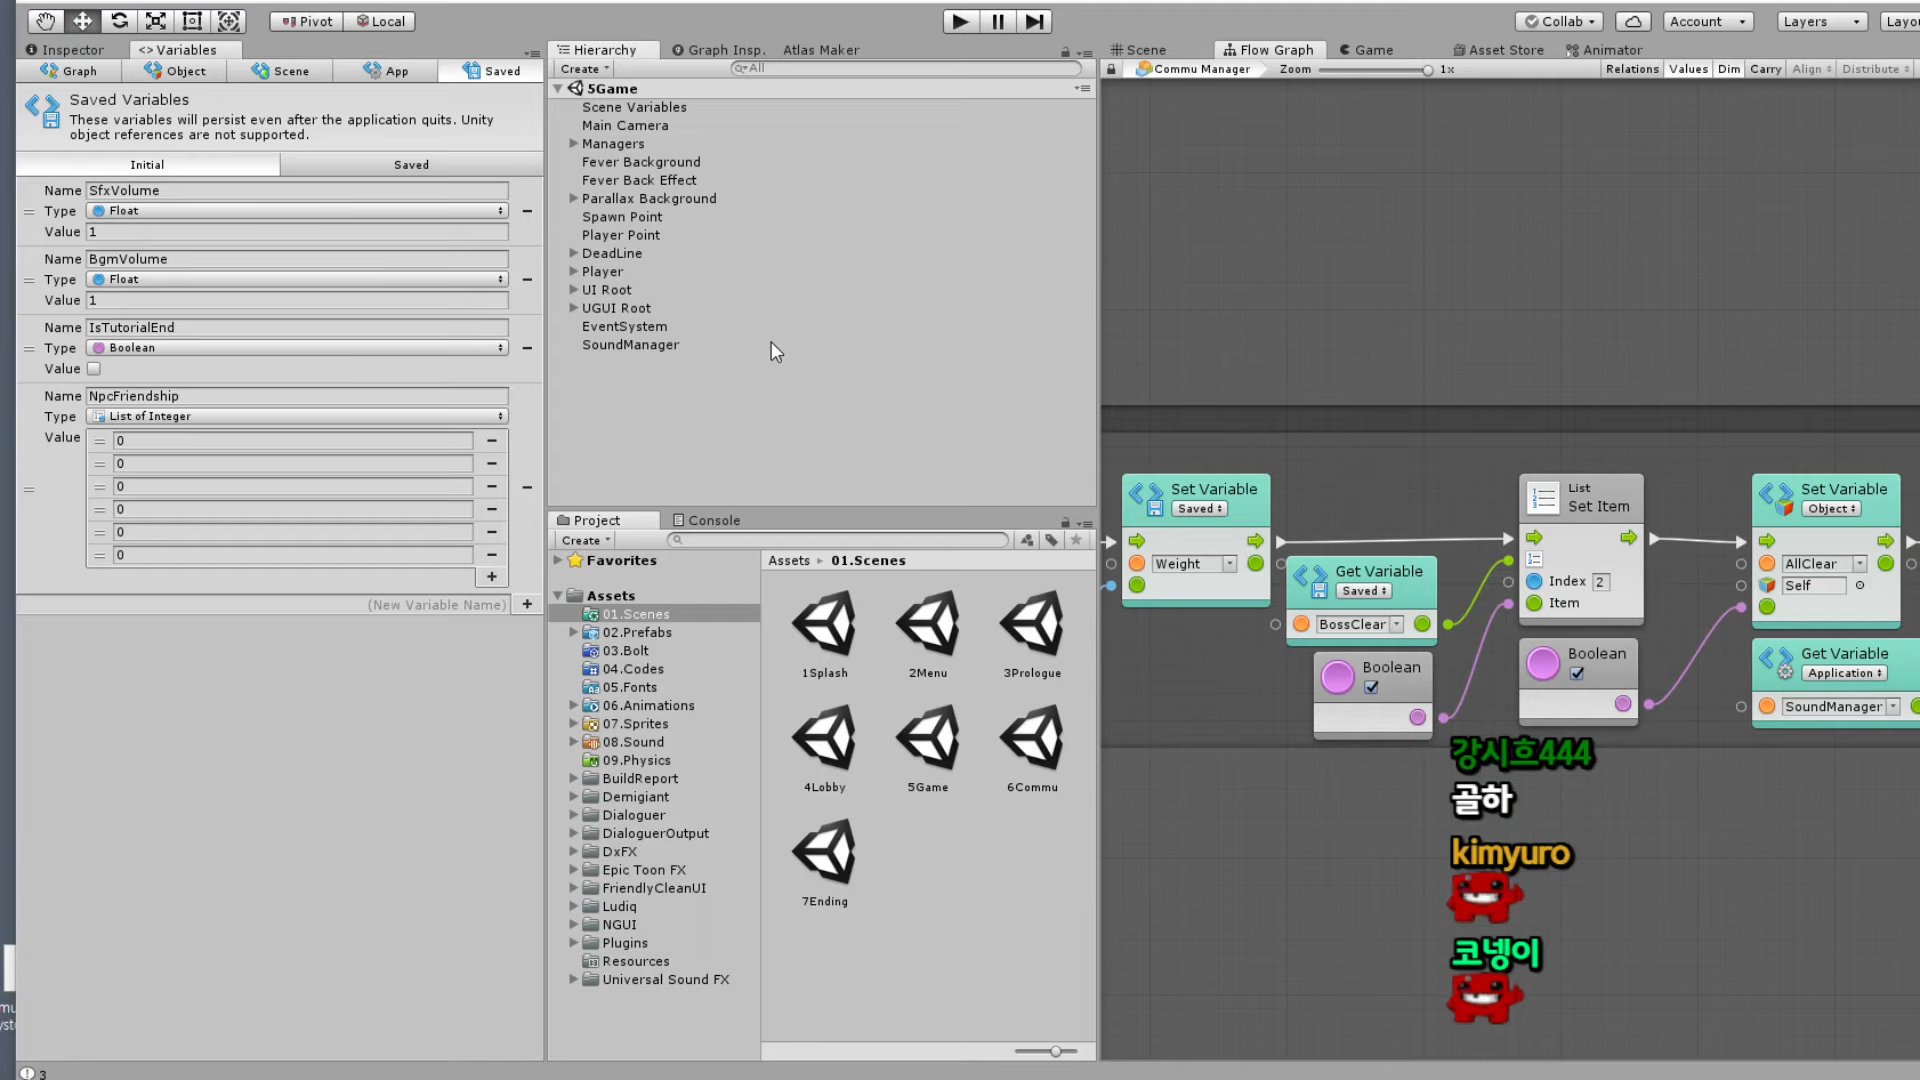 Pivot
Local
Collab
Account
Layers
Layou
Inspector
<> Variables
Hierarchy
Graph Insp.
Atlas Maker
Scene
Flow Graph
Game
Asset Store
Animator
Graph
Object
Scene
App
Saved
Create
All
Commu Manager
Zoom
1x
Relations
Values
Dim
Carry
Align
Distribute
Saved Variables
These variables will persist even after the application quits. Unity
object references are not supported.
Initial
Saved
Name SfxVolume
Type Float
Value 1
Name BgmVolume
Type Float
Value 1
Name IsTutorialEnd
Type Boolean
Value
Name NpcFriendship
Type List of Integer
Value 0
0
0
0
0
0
(New Variable Name)
5Game
Scene Variables
Main Camera
Managers
Fever Background
Fever Back Effect
Parallax Background
Spawn Point
Player Point
DeadLine
Player
UI Root
UGUI Root
EventSystem
SoundManager
Project
Console
Create
Favorites
Assets
01.Scenes
02.Prefabs
03.Bolt
04.Codes
05.Fonts
06.Animations
07.Sprites
08.Sound
09.Physics
BuildReport
Demigiant
Dialoguer
DialoguerOutput
DxFX
Epic Toon FX
FriendlyCleanUI
Ludiq
NGUI
Plugins
Resources
Universal Sound FX
Assets ▸ 01.Scenes
1Splash
2Menu
3Prologue
4Lobby
5Game
6Commu
7Ending
Set Variable
Saved
Weight
Get Variable
Saved
BossClear
Boolean
List
Set Item
Index 2
Item
Boolean
Set Variable
Object
AllClear
Self
Get Variable
Application
SoundManager
강시흐444
골하
kimyuro
코넹이
3